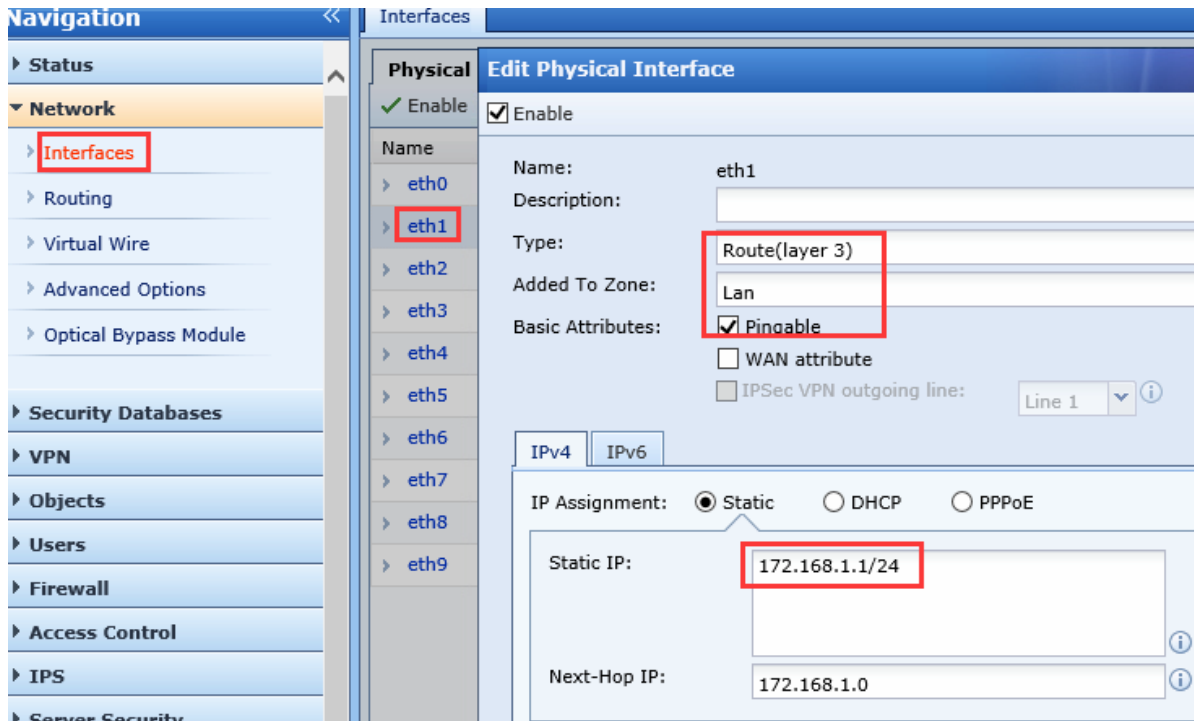 Navigation
Status
Network
Interfaces
Routing
Virtual Wire
Advanced Options
Optical Bypass Module
Security Databases
VPN
Objects
Users
Firewall
Access Control
IPS
Server Security
Interfaces
Physical
Enable
Name
eth0
eth1
eth2
eth3
eth4
eth5
eth6
eth7
eth8
eth9
Edit Physical Interface
Enable
Name: eth1
Description:
Type: Route(layer 3)
Added To Zone: Lan
Basic Attributes: Pingable
WAN attribute
IPSec VPN outgoing line: Line 1
IPv4 IPv6
IP Assignment: Static DHCP PPPoE
Static IP: 172.168.1.1/24
Next-Hop IP: 172.168.1.0